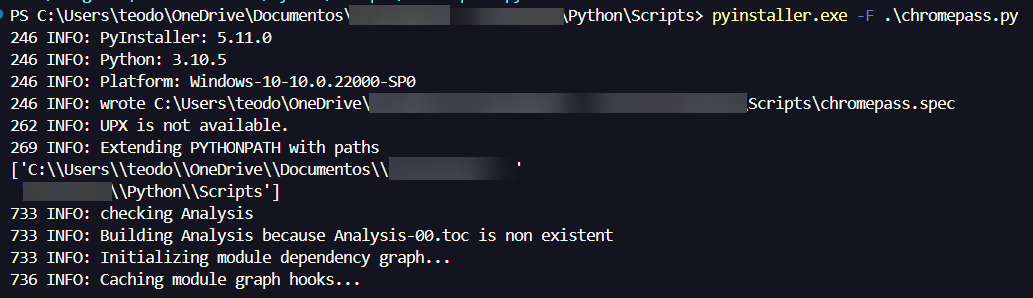 PS C:\Users\teodo\OneDrive\Documentos\ \Python\Scripts> pyinstaller.exe -F .\chromepass.py
246 INFO: PyInstaller: 5.11.0
246 INFO: Python: 3.10.5
246 INFO: Platform: Windows-10-10.0.22000-SP0
246 INFO: wrote C:\Users\teodo\OneDrive\ Scripts\chromepass.spec
262 INFO: UPX is not available.
269 INFO: Extending PYTHONPATH with paths
['C:\\Users\\teodo\\OneDrive\\Documentos\\ '
\\Python\\Scripts']
733 INFO: checking Analysis
733 INFO: Building Analysis because Analysis-00.toc is non existent
733 INFO: Initializing module dependency graph...
736 INFO: Caching module graph hooks...